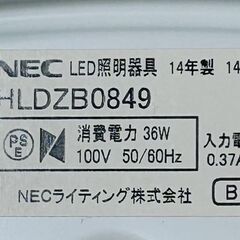 NEC LED照明器具 14年製 14
HLDZB0849
PSE 消費電力 36W 入力電
100V 50/60Hz 0.37A
NECライティング株式会社 B